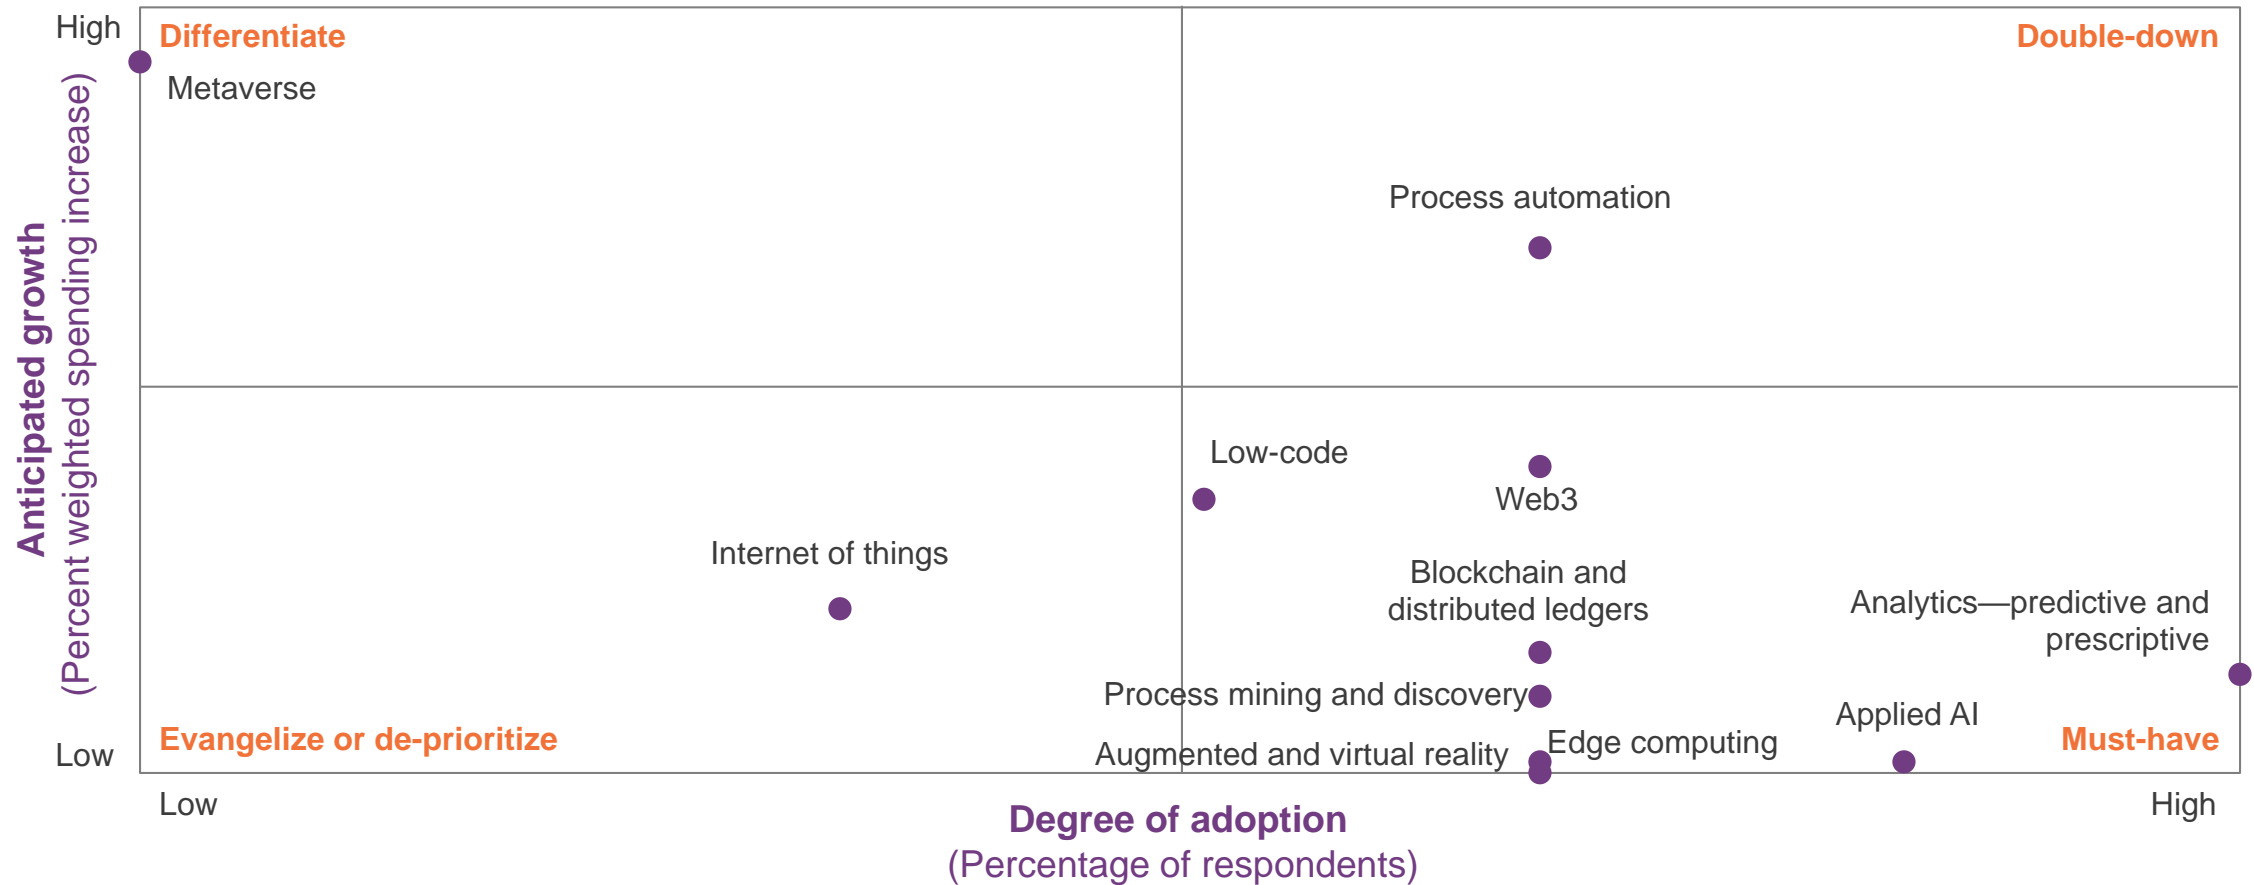 High
Differentiate
Double-down
Metaverse
Process automation
Anticipated growth
(Percent weighted spending increase)
Low-code
Web3
Internet of things
Blockchain and
distributed ledgers
Analytics—predictive and
prescriptive
Process mining and discovery
Applied AI
Evangelize or de-prioritize
Edge computing
Must-have
Augmented and virtual reality
Low
Low
High
Degree of adoption
(Percentage of respondents)